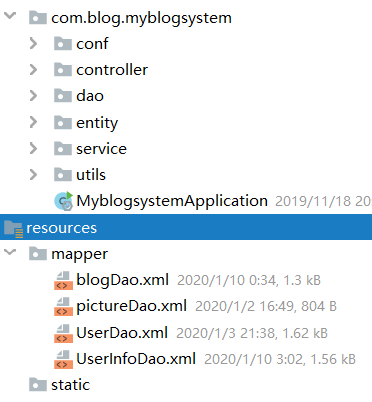 com.blog.myblogsystem
conf
controller
dao
entity
service
utils
MyblogsystemApplication 2019/11/18 20
resources
mapper
blogDao.xml 2020/1/10 0:34, 1.3 kB
pictureDao.xml 2020/1/2 16:49, 804 B
UserDao.xml 2020/1/3 21:38, 1.62 kB
UserInfoDao.xml 2020/1/10 3:02, 1.56 kB
static